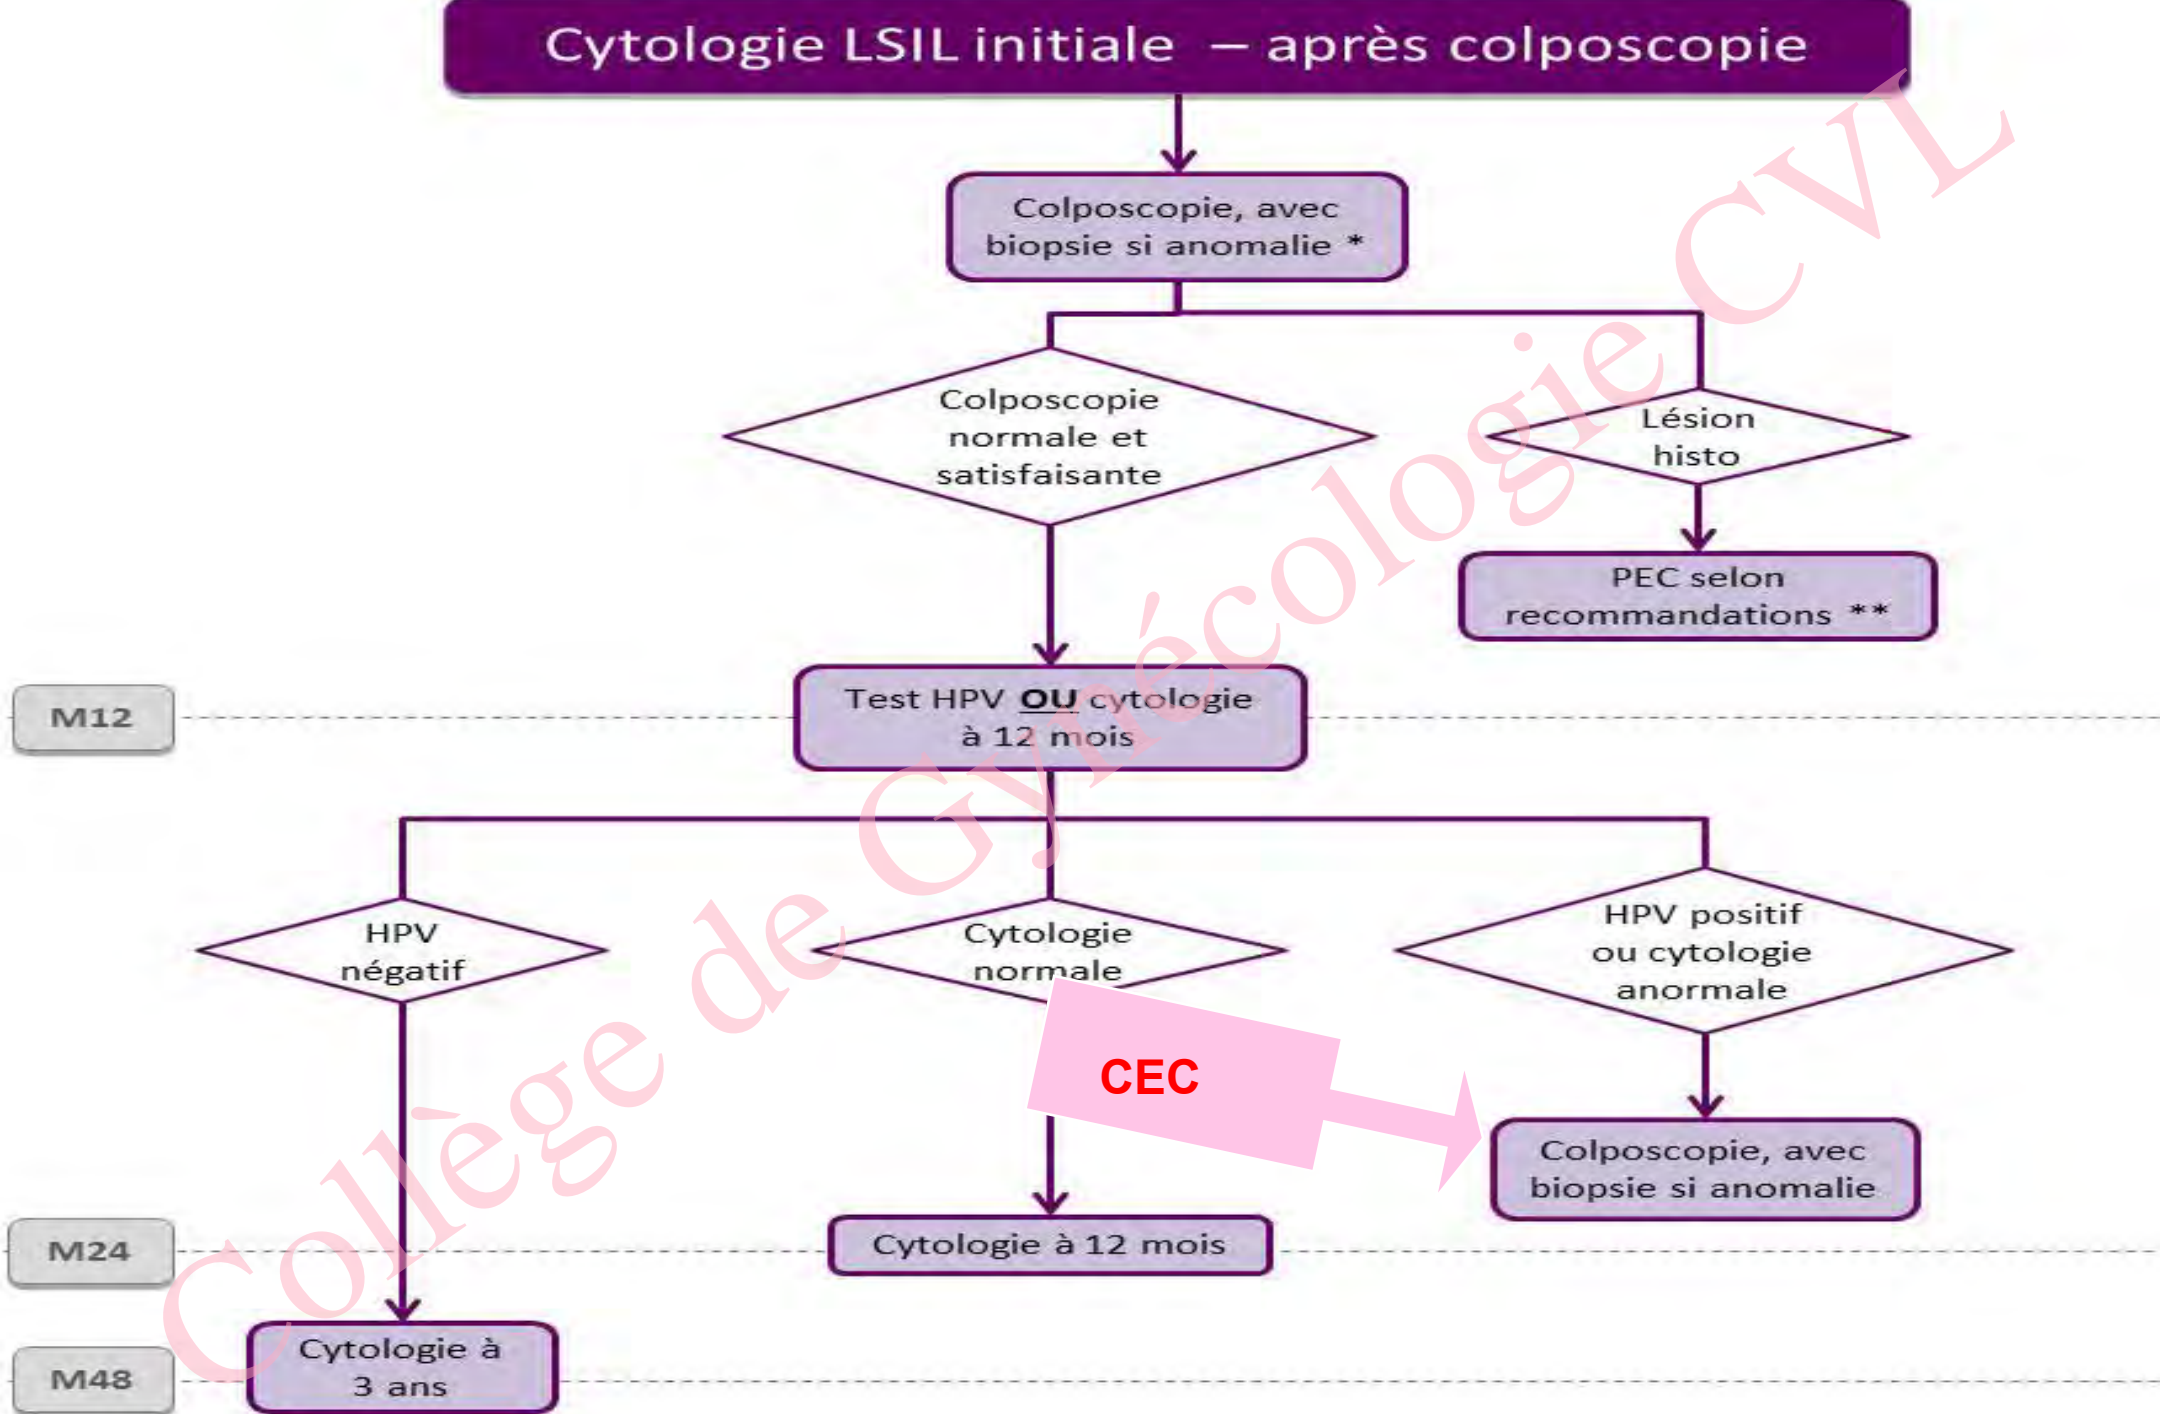 Cytologie LSIL initiale – après colposcopie
Colposcopie, avec
biopsie si anomalie *
Colposcopie
normale et
satisfaisante
Lésion
histo
PEC selon
recommandations **
M12
Test HPV OU cytologie
à 12 mois
HPV
négatif
Cytologie
normale
HPV positif
ou cytologie
anormale
CEC
Colposcopie, avec
biopsie si anomalie
M24
Cytologie à 12 mois
M48
Cytologie à
3 ans
Collège de Gynécologie CVL